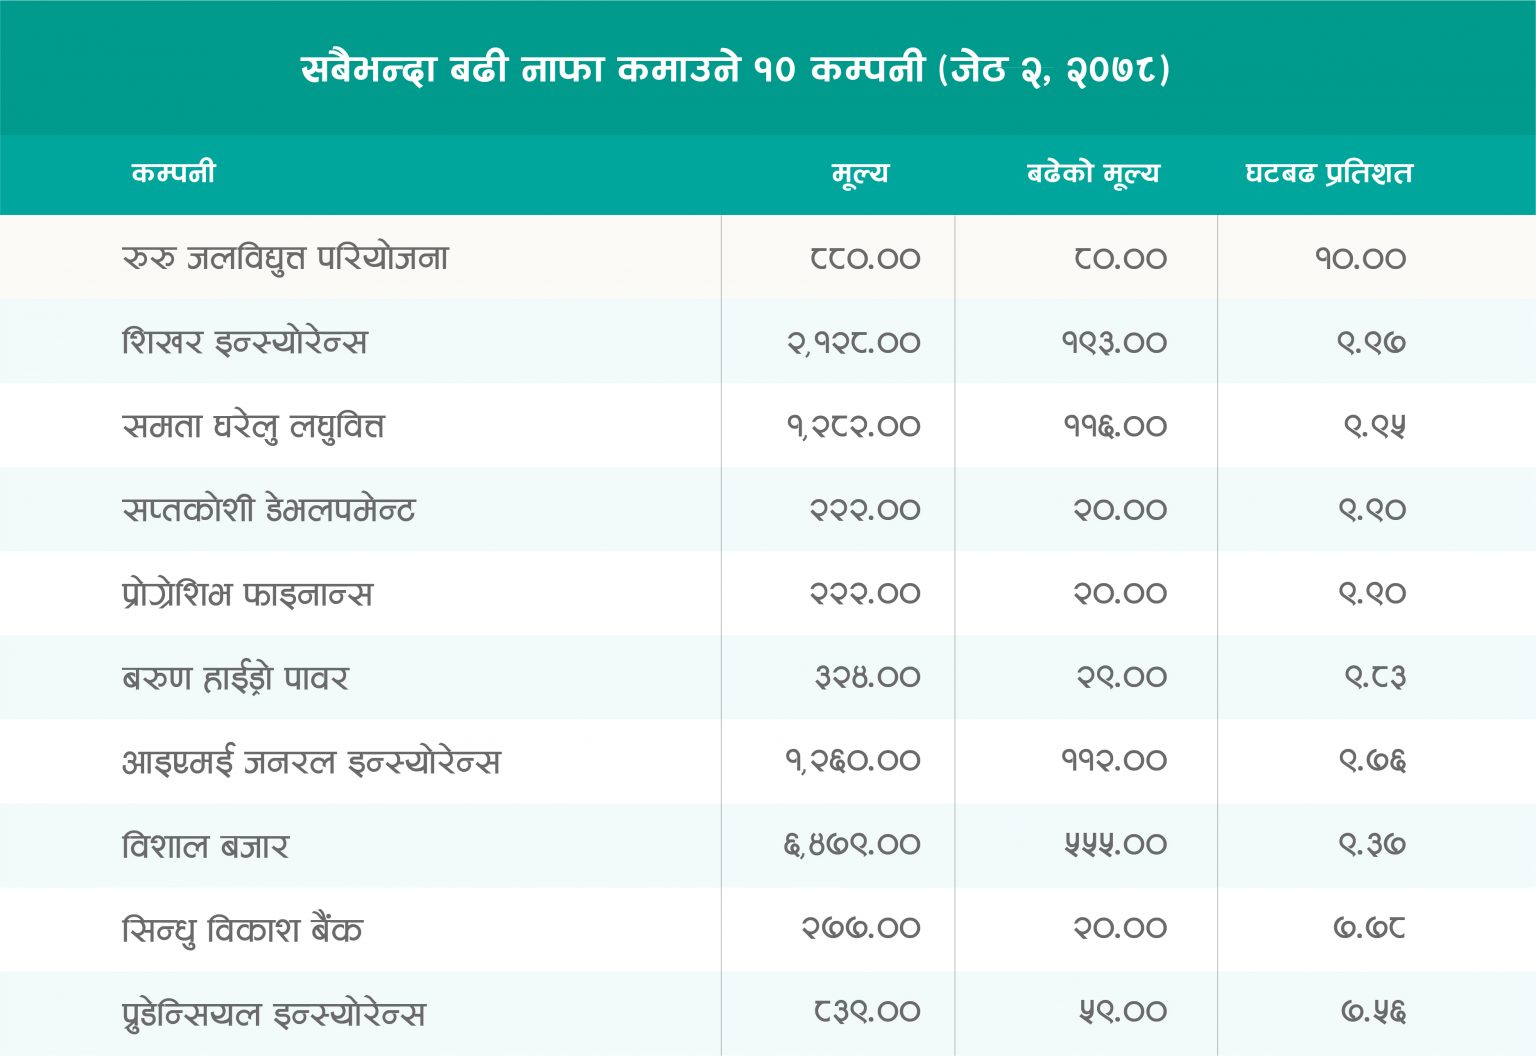 सबैभन्दा बढी नाफा कमाउने १० कम्पनी (जेठ २, २०७८)
कम्पनी मूल्य बढेको मूल्य घटबढ प्रतिशत
रुरु जलविद्युत्त परियोजना ८८०.०० ८०.०० १०.००
शिखर इन्स्योरेन्स २,१२८.०० १९३.०० ९.९७
समता घरेलु लघुवित्त १,२८२.०० ११६.०० ९.९५
सप्तकोशी डेभलपमेन्ट २२२.०० २०.०० ९.९०
प्रोग्रेशिभ फाइनान्स २२२.०० २०.०० ९.९०
बरुण हाईड्रो पावर ३२४.०० २९.०० ९.८३
आइएमई जनरल इन्स्योरेन्स १,२६०.०० ११२.०० ९.७६
विशाल बजार ६,४७९.०० ५५५.०० ९.३७
सिन्धु विकाश बैंक २७७.०० २०.०० ७.७८
प्रुडेन्सियल इन्स्योरेन्स ८३९.०० ५९.०० ७.५६